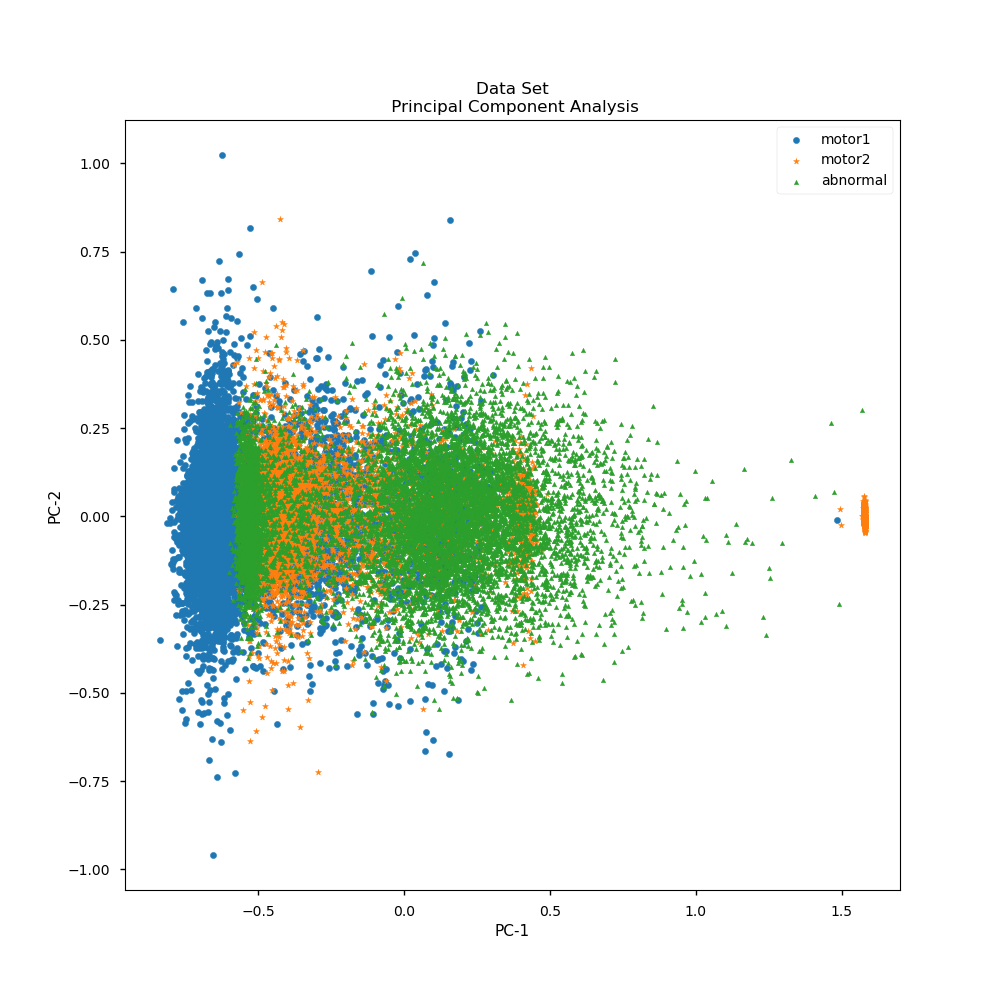 Data Set
Principal Component Analysis
motor1
motor2
abnormal
1.00
0.75
0.50
0.25
0.00
−0.25
−0.50
−0.75
−1.00
PC-2
−0.5
0.0
0.5
1.0
1.5
PC-1